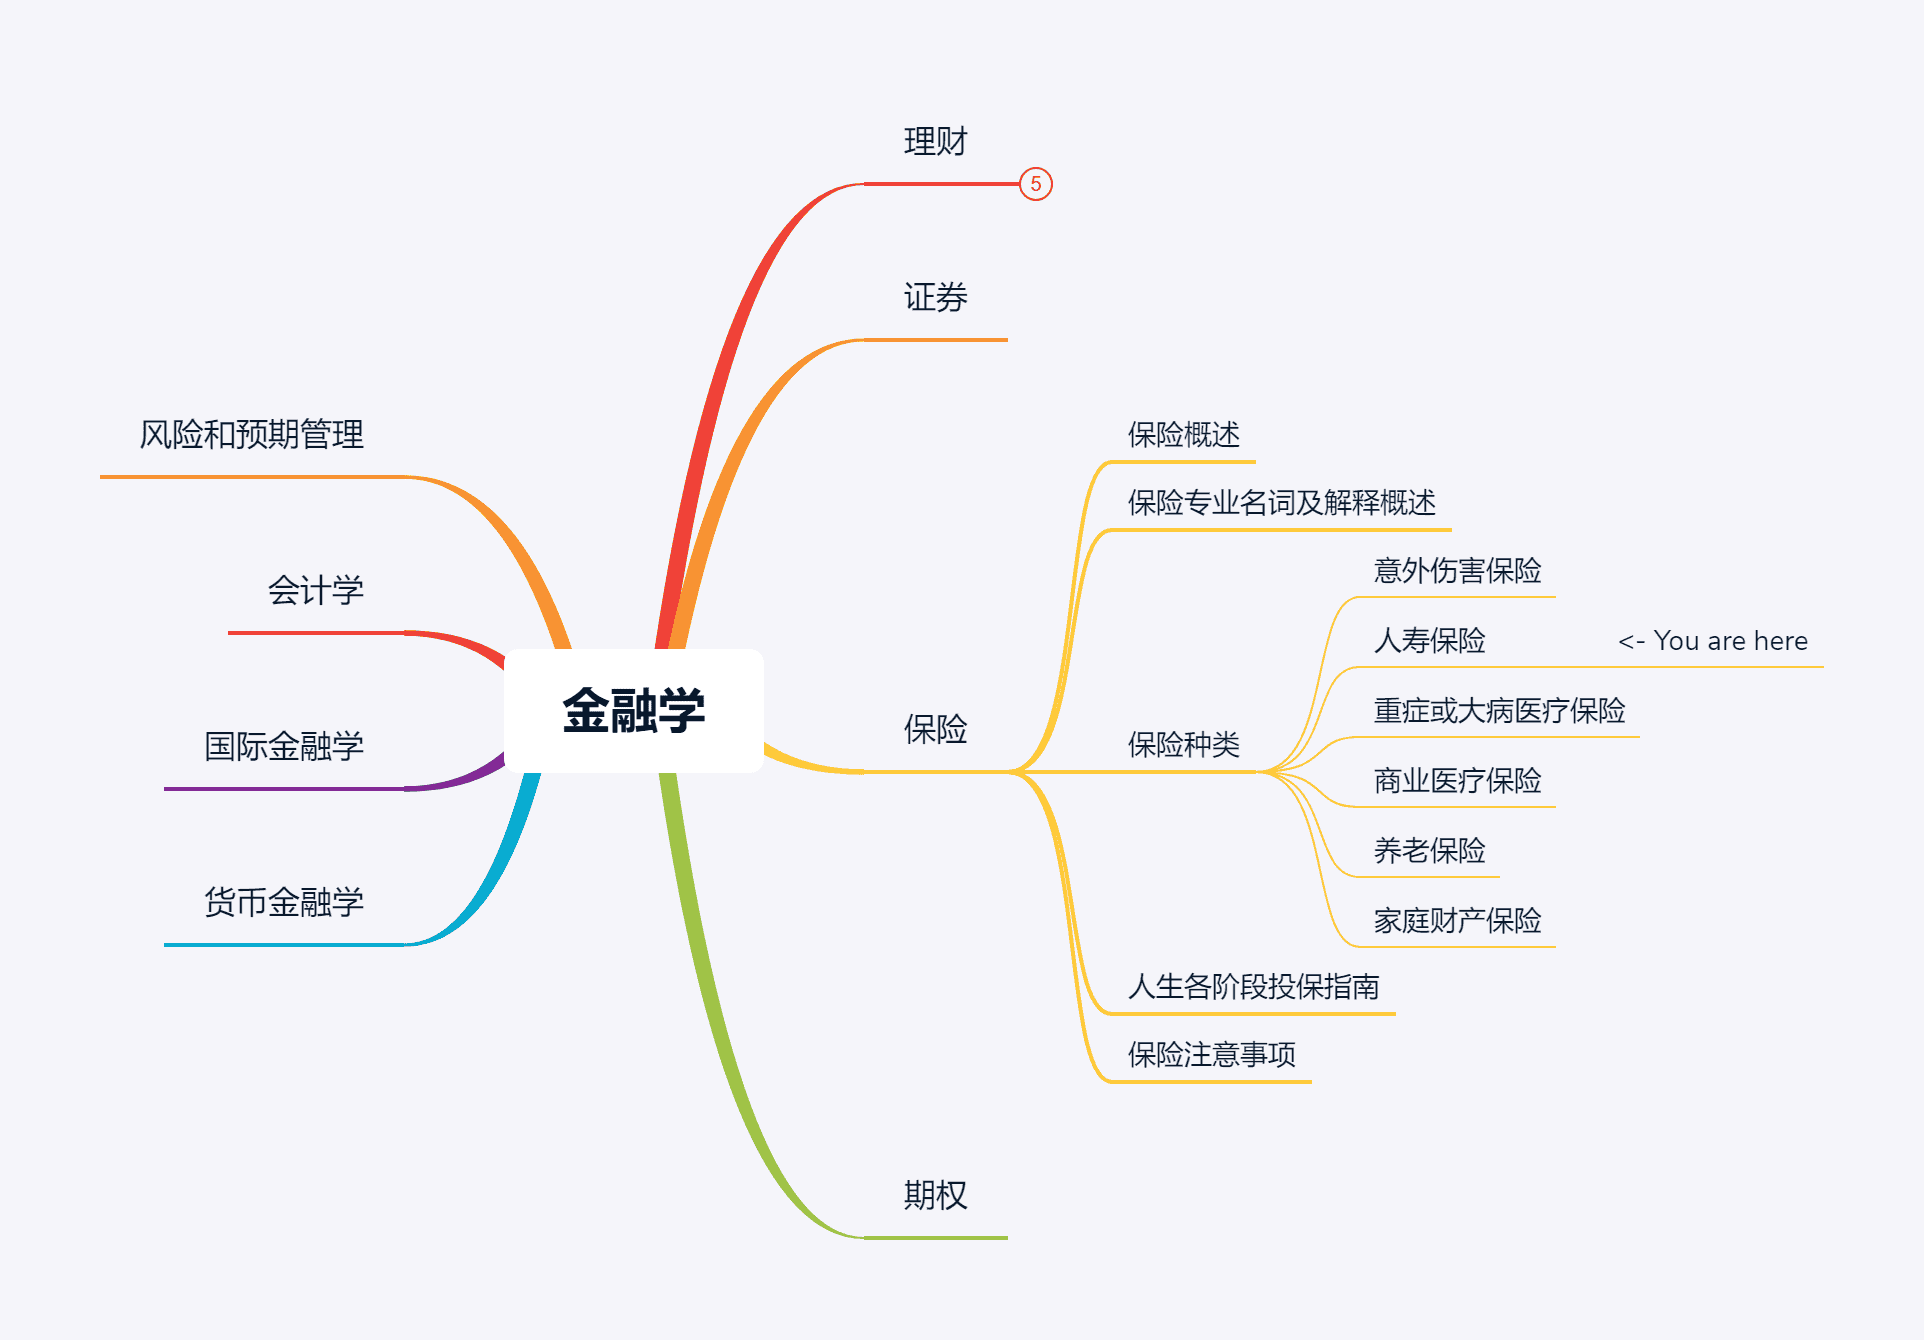 理财
5
证券
保险
保险概述
保险专业名词及解释概述
保险种类
意外伤害保险
人寿保险 <- You are here
重症或大病医疗保险
商业医疗保险
养老保险
家庭财产保险
人生各阶段投保指南
保险注意事项
期权
金融学
风险和预期管理
会计学
国际金融学
货币金融学